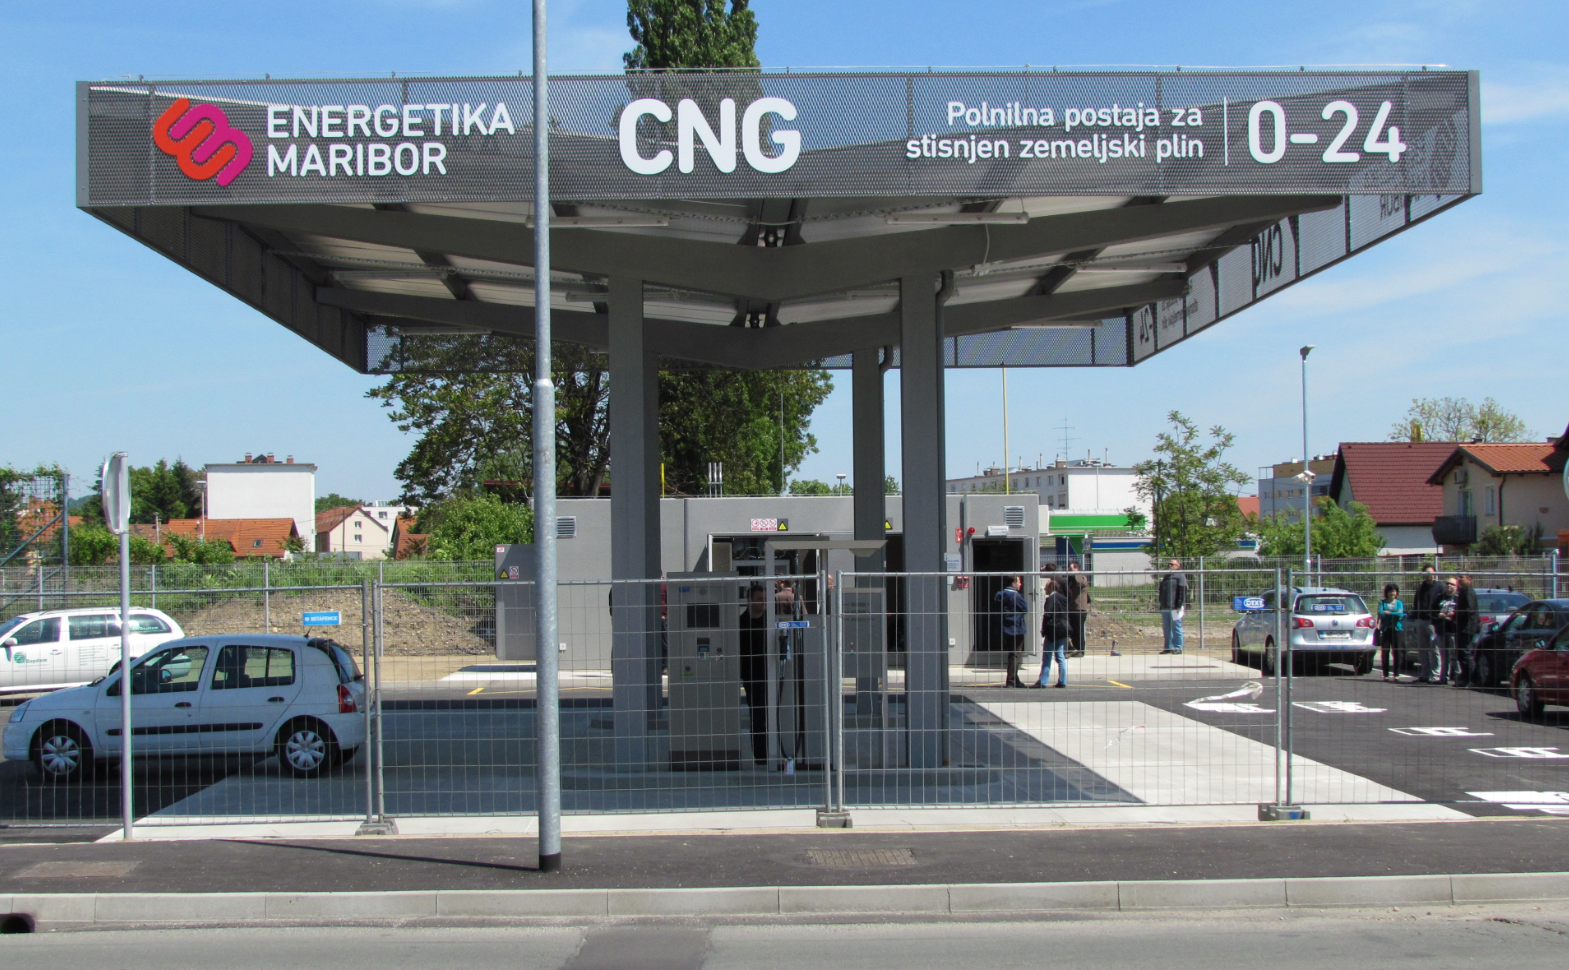 ENERGETIKA
MARIBOR
CNG
Polnilna postaja za
stisnjen zemeljski plin
0-24